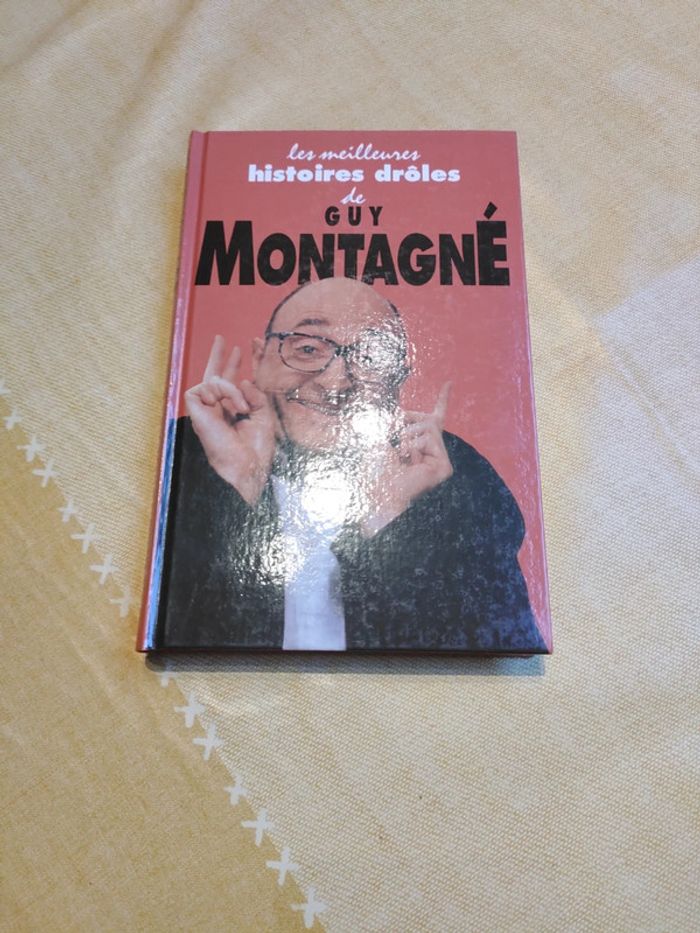 les meilleures
histoires drôles
de
GUY
MONTAGNÉ